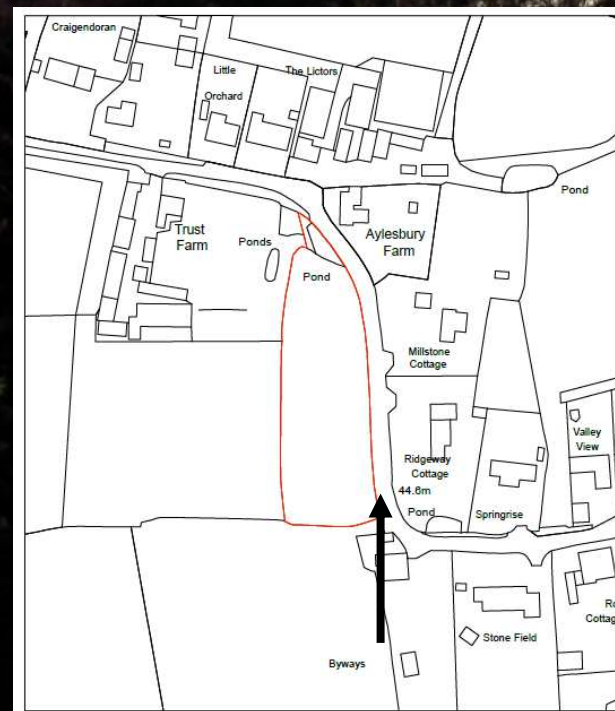 Craigendoran
Little
Orchard
The Lictors
Pond
Trust
Farm
Ponds
Aylesbury
Farm
Pond
Millstone
Cottage
Valley
View
Ridgeway
Cottage
44.6m
Pond
Springrise
Cottag
Stone Field
Byways